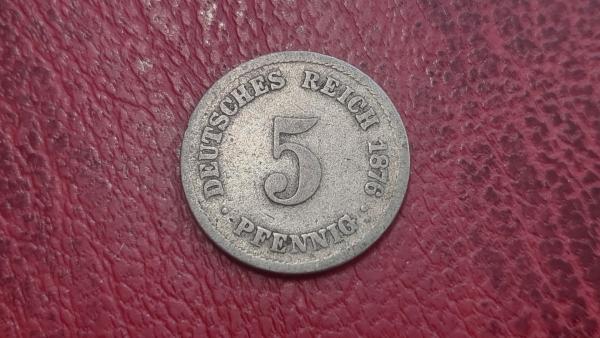 DEUTSCHES REICH 1876
5
· PFENNIG ·